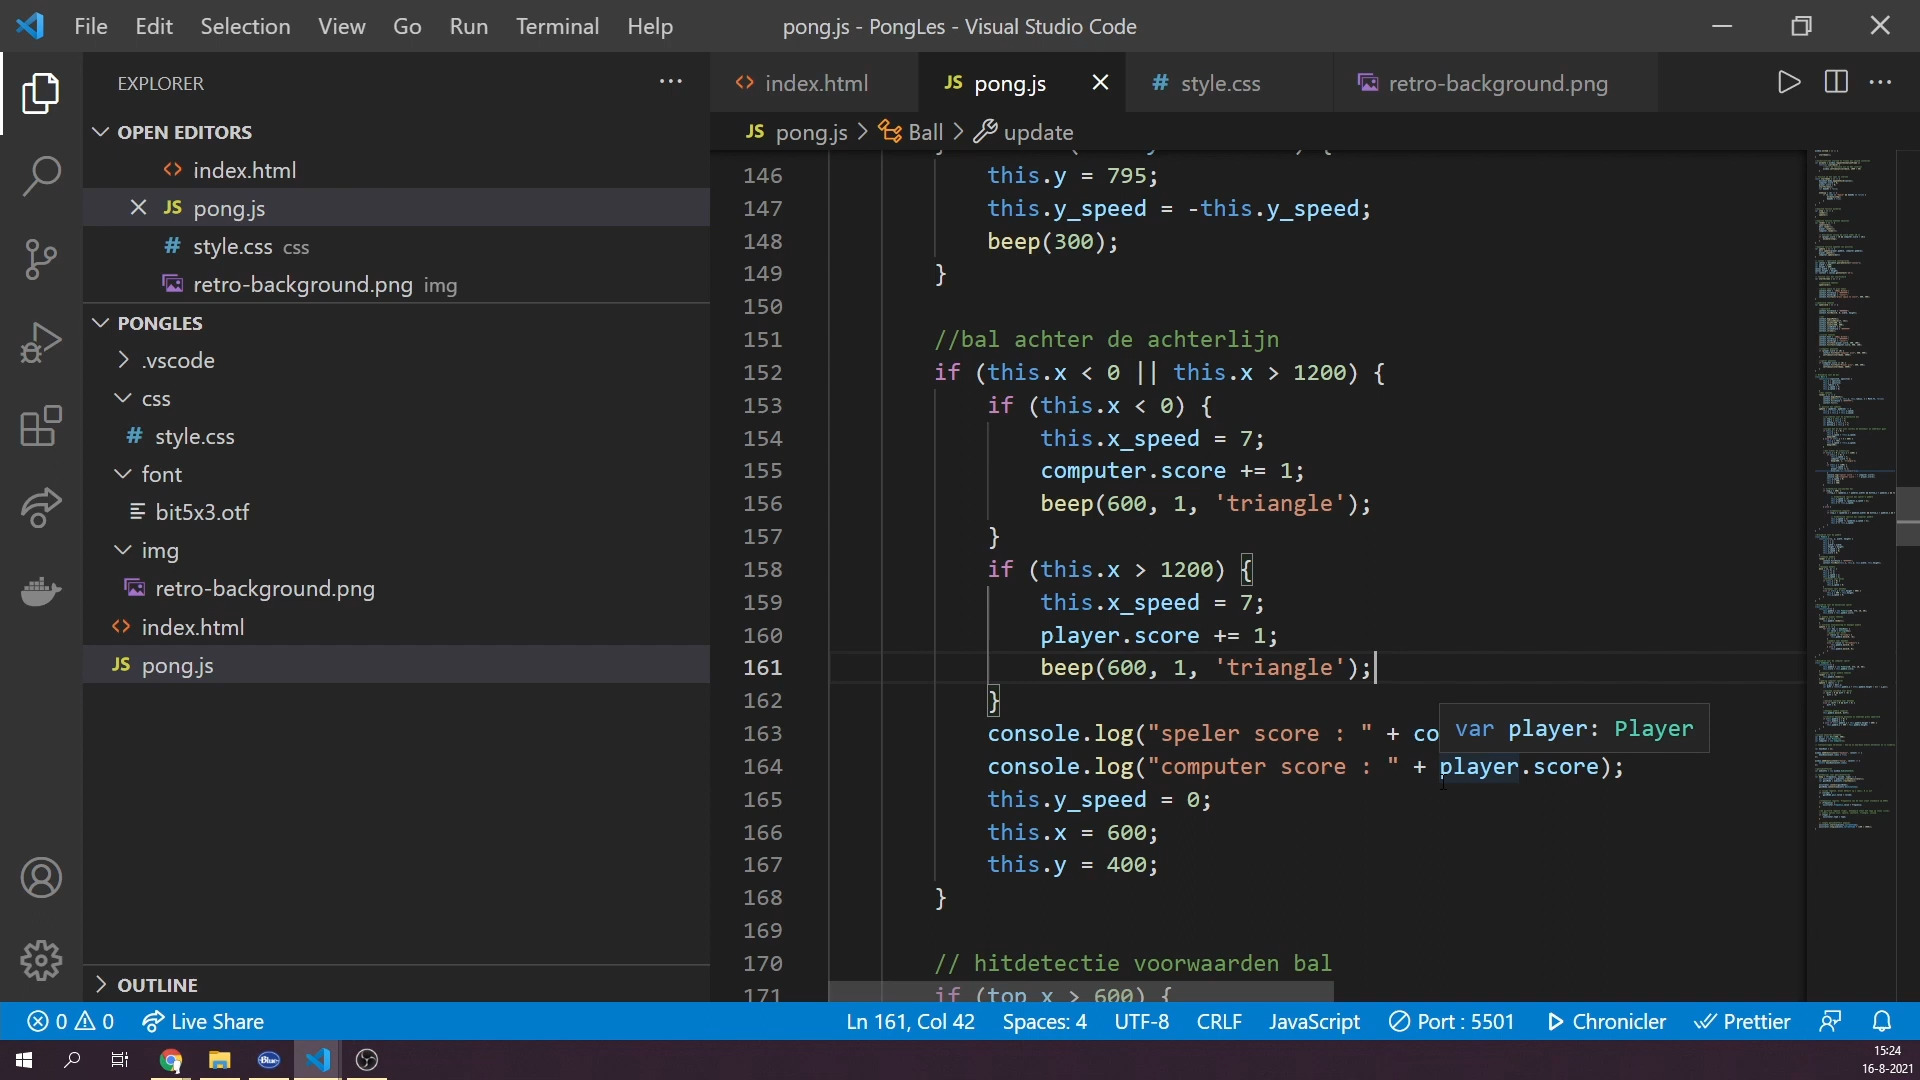 File Edit Selection View Go Run Terminal Help
pong.js - PongLes - Visual Studio Code
EXPLORER
OPEN EDITORS
index.html
pong.js
style.css css
retro-background.png img
PONGLES
.vscode
css
style.css
font
bit5x3.otf
img
retro-background.png
index.html
pong.js
OUTLINE
index.html
JS pong.js
# style.css
retro-background.png
JS pong.js > Ball > update
146 this.y = 795;
147 this.y_speed = -this.y_speed;
148 beep(300);
149 }
150
151 //bal achter de achterlijn
152 if (this.x < 0 || this.x > 1200) {
153 if (this.x < 0) {
154 this.x_speed = 7;
155 computer.score += 1;
156 beep(600, 1, 'triangle');
157 }
158 if (this.x > 1200) {
159 this.x_speed = 7;
160 player.score += 1;
161 beep(600, 1, 'triangle');
162 }
163 console.log("speler score : " + co
var player: Player
164 console.log("computer score : " + player.score);
165 this.y_speed = 0;
166 this.x = 600;
167 this.y = 400;
168 }
169
170 // hitdetectie voorwaarden bal
171 if (top_x > 600) {
0 0 Live Share
Ln 161, Col 42 Spaces: 4 UTF-8 CRLF JavaScript Port : 5501 Chronicler Prettier
Blue
15:24
16-8-2021